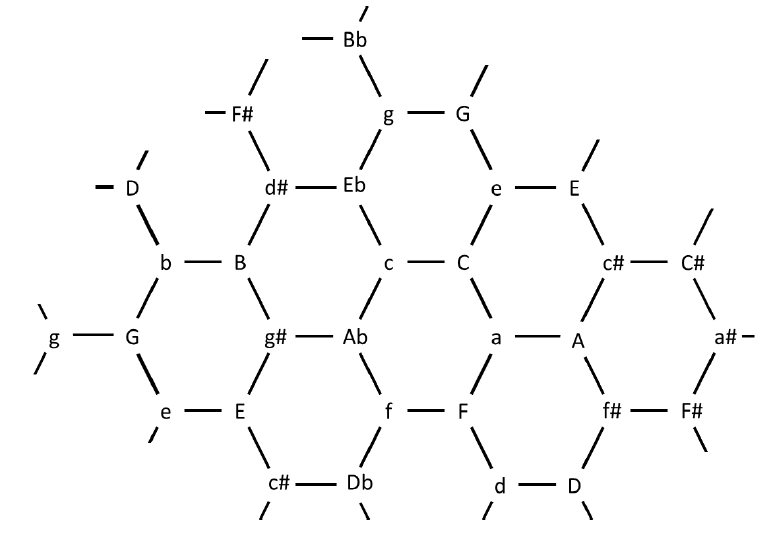 Bb
F# g G
D d# Eb e E
b B c C c# C#
g G g# Ab a A a#
e E f F f# F#
c# Db d D